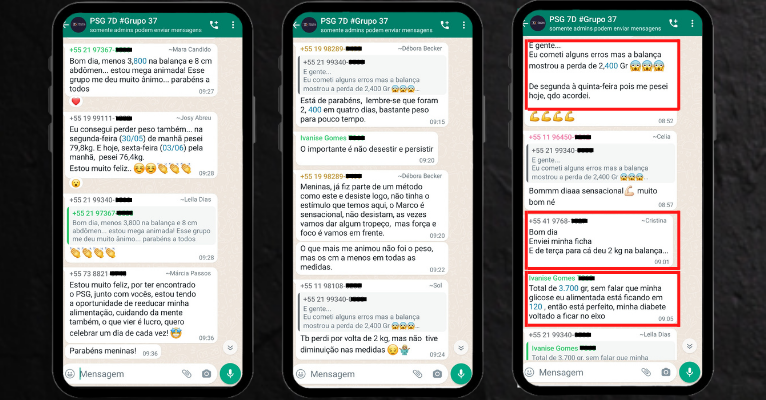 PSG 7D #Grupo 37
somente admins podem enviar mensagens
+55 21 97367- ~Mara Candido
Bom dia, menos 3,800 na balança e 8 cm
abdômen... estou mega animada! Esse
grupo me deu muito ânimo... parabéns a
todos
09:27
+55 19 99111- ~Josy Abreu
Eu consegui perder peso também... na
segunda-feira (30/05) de manhã pesei
79,8kg. E hoje, sexta-feira (03/06) pela
manhã, pesei 76,4kg.
Estou muito feliz.. 😊😊👏👏👏
09:28
+55 21 99340- ~Leila Dias
+55 21 97367-
Bom dia, menos 3,800 na balança e 8 cm
abdômen... estou mega animada! Esse
grupo me deu muito ânimo... parabéns a todos
👏👏👏👏
09:28
+55 73 8821 ~Márcia Passos
Estou muito feliz, por ter encontrado
o PSG, junto com vocês, estou tendo
a oportunidade de reeducar minha
alimentação, cuidando da mente
também, o que vier é lucro, quero
celebrar um dia de cada vez!
09:36
Parabéns meninas! 09:36
Mensagem
PSG 7D #Grupo 37
somente admins podem enviar mensagens
+55 19 98289- ~Débora Becker
+55 21 99340-
E gente...
Eu cometi alguns erros mas a balança
mostrou a perda de 2,400 Gr 😱😱😱...
Está de parabéns, lembre-se que foram
2, 400 em quatro dias, bastante peso
para pouco tempo.
09:15
Ivanise Gomes
O importante é não desestir e persistir
09:20
+55 19 98289- ~Débora Becker
Meninas, já fiz parte de um método
como este e desiste logo, não tinha o
estímulo que temos aqui, o Marco é
sensacional, não desistam, as vezes
vamos dar algum tropeço, mas força e
foco é vamos em frente.
09:20
O que mais me animou não foi o peso,
mas os cm a menos em todas as
medidas.
09:22
+55 11 98108- ~Sol
+55 21 99340-
E gente...
Eu cometi alguns erros mas a balança
mostrou a perda de 2,400 Gr 😱😱😱...
Tb perdi por volta de 2 kg, mas não tive
diminuição nas medidas
09:24
Mensagem
PSG 7D #Grupo 37
somente admins podem enviar mensagens
E gente...
Eu cometi alguns erros mas a balança
mostrou a perda de 2,400 Gr 😱😱😱
De segunda à quinta-feira pois me pesei
hoje, qdo acordei.
💪💪💪💪 08:52
+55 11 96450- ~Celia
+55 21 99340-
E gente...
Eu cometi alguns erros mas a balança
mostrou a perda de 2,400 Gr 😱😱😱...
Bommm diaaa sensacional💪 muito
bom né
08:57
+55 41 9768- ~Cristina
Bom dia
Enviei minha ficha
E de terça para cá deu 2 kg na balança...
09:01
Ivanise Gomes
Total de 3.700 gr, sem falar que minha
glicose eu alimentada está ficando em
120 , então está perfeito, minha diabete
voltado a ficar no eixo
09:05
+55 21 99340- ~Leila Dias
Ivanise Gomes
Total de 3.700 gr, sem falar que minha
Mensagem